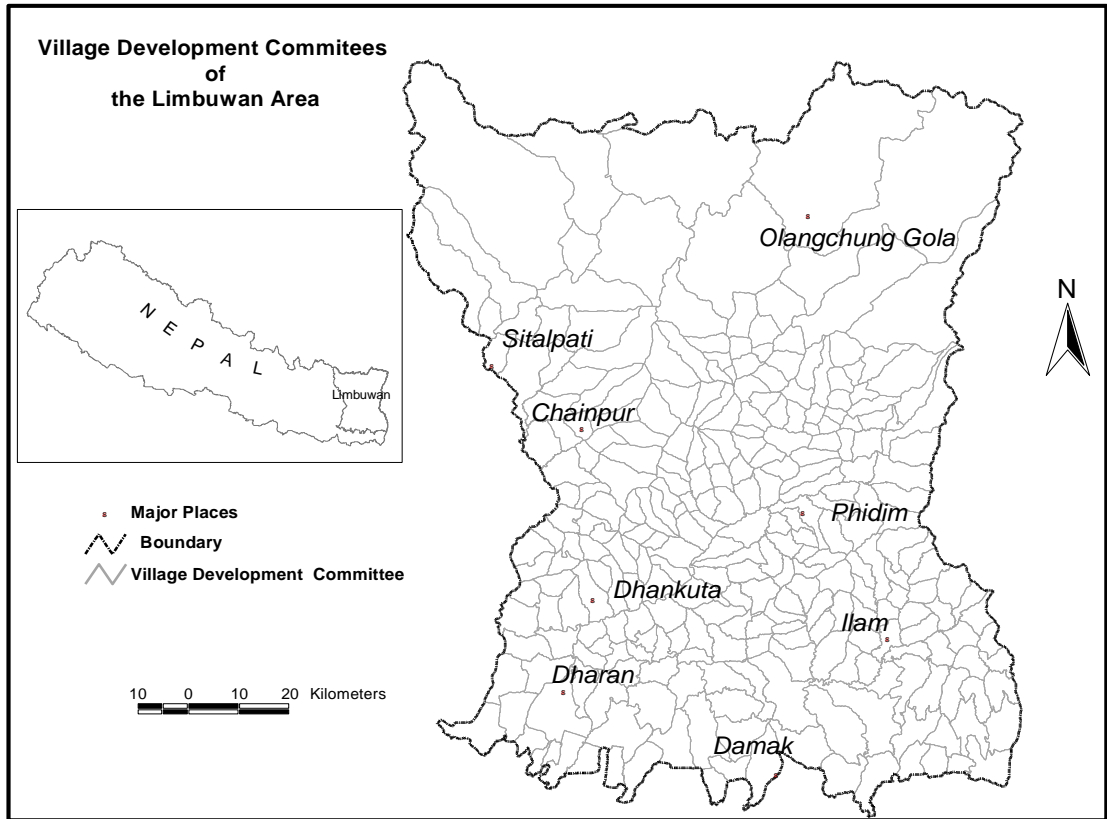 Village Development Commitees
of
the Limbuwan Area
NEPAL
Limbuwan
Major Places
Boundary
Village Development Committee
10 0 10 20 Kilometers
N
Olangchung Gola
Sitalpati
Chainpur
Phidim
Dhankuta
Ilam
Dharan
Damak